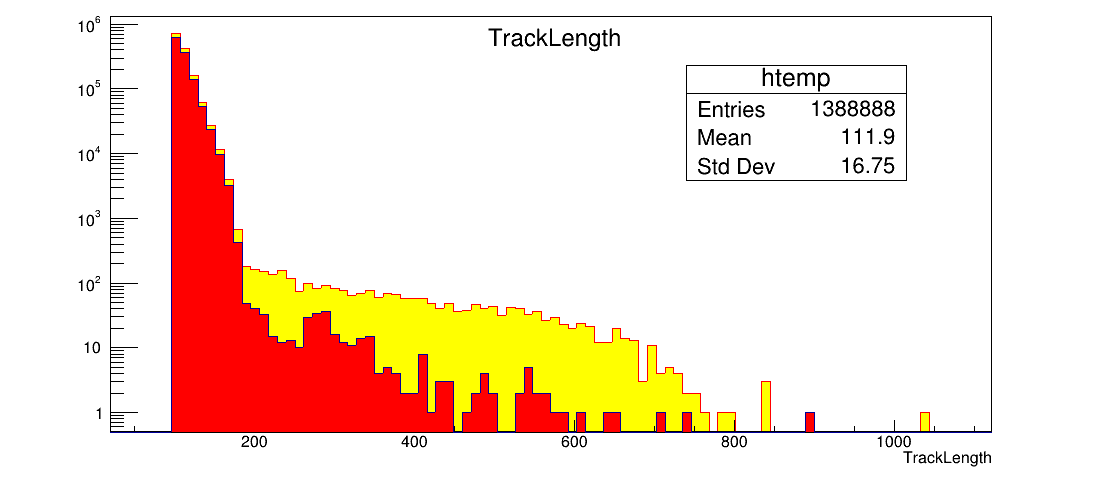 TrackLength
htemp
Entries 1388888
Mean 111.9
Std Dev 16.75
10^6
10^5
10^4
10^3
10^2
10
1
200 400 600 800 1000
TrackLength